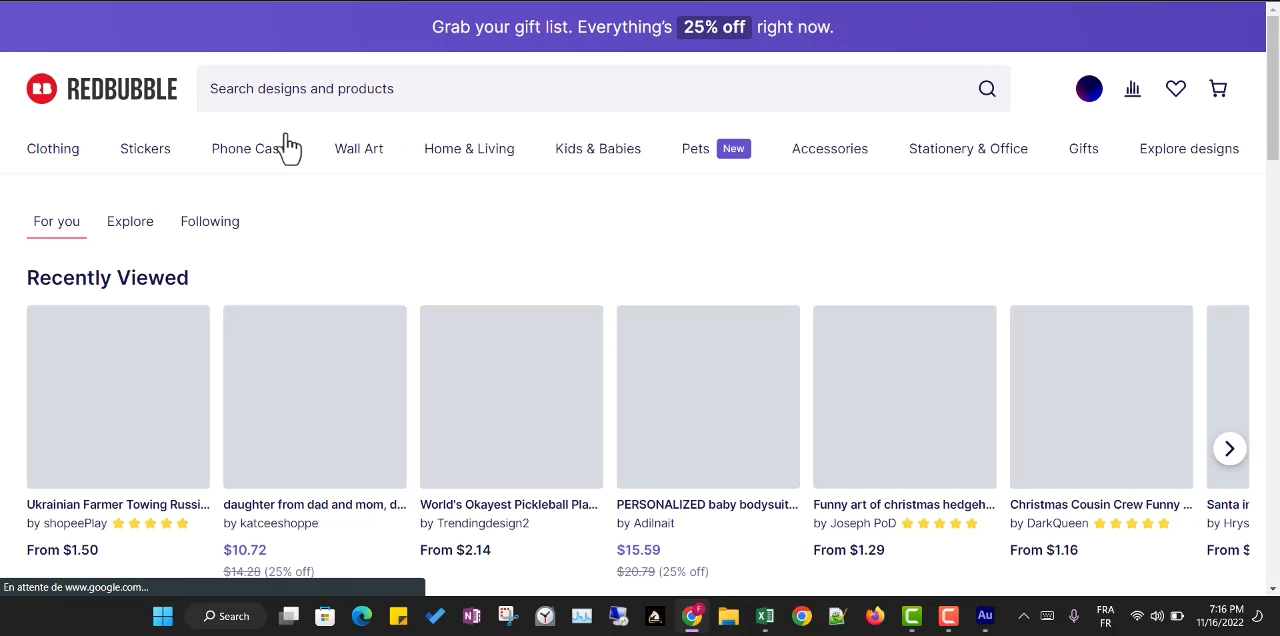 Grab your gift list. Everything's 25% off right now.
RB REDBUBBLE
Search designs and products
Clothing
Stickers
Phone Cas
Wall Art
Home & Living
Kids & Babies
Pets New
Accessories
Stationery & Office
Gifts
Explore designs
For you
Explore
Following
Recently Viewed
Ukrainian Farmer Towing Russi...
by shopeePlay
From $1.50
daughter from dad and mom, d...
by katceeshoppe
$10.72
$14.28 (25% off)
World's Okayest Pickleball Pla...
by Trendingdesign2
From $2.14
PERSONALIZED baby bodysuit...
by Adilnait
$15.59
$20.79 (25% off)
Funny art of christmas hedgeh...
by Joseph PoD
From $1.29
Christmas Cousin Crew Funny ...
by DarkQueen
From $1.16
Santa in
by Hrys
From $
En attente de www.google.com...
Search
F
Au
FRA
FR
7:16 PM
11/16/2022